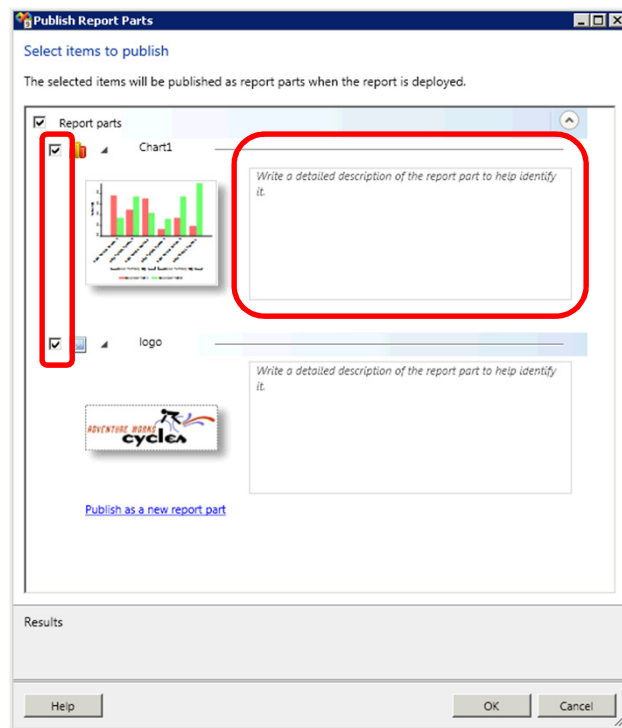 Publish Report Parts
Select items to publish
The selected items will be published as report parts when the report is deployed.
Report parts
Chart1
Write a detailed description of the report part to help identify
it.
logo
Write a detailed description of the report part to help identify
it.
ADVENTURE WORKS
cycles
Publish as a new report part
Results
Help
OK
Cancel